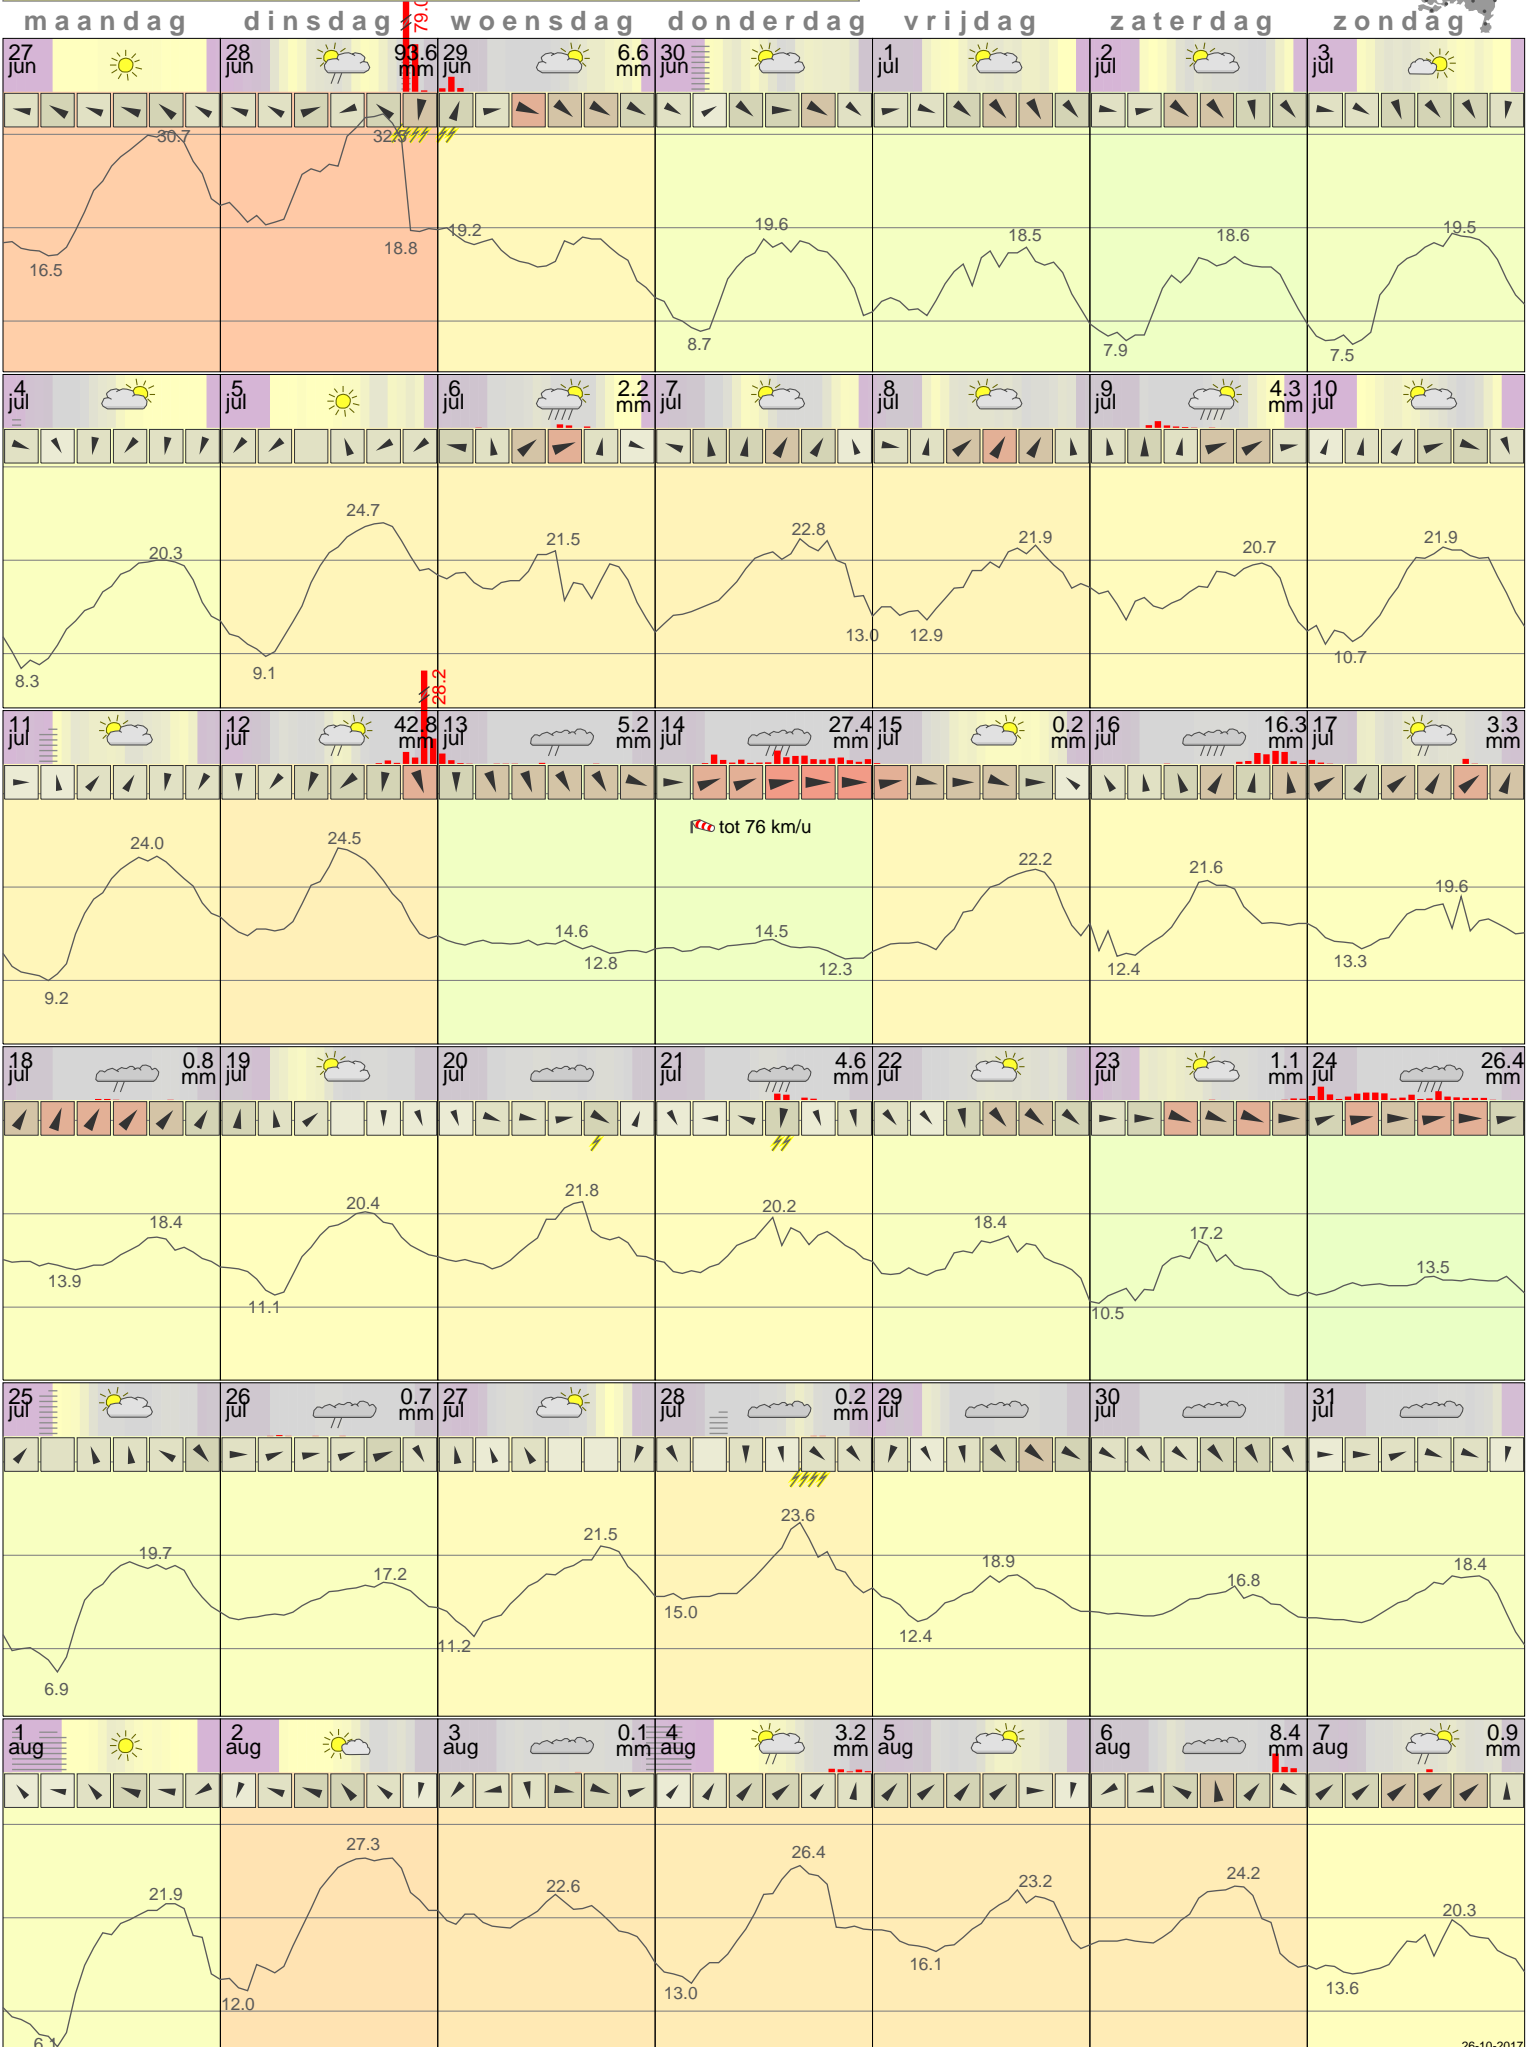 maandag dinsdag woensdag donderdag vrijdag zaterdag zondag
79.0
27 jun
28 jun 93.6 mm
29 jun 6.6 mm
30 jun
1 jul
2 jul
3 jul
30.7
16.5
32.3
18.8
19.2
19.6
8.7
18.5
18.6
7.9
19.5
7.5
4 jul
5 jul
6 jul 2.2 mm
7 jul
8 jul
9 jul 4.3 mm
10 jul
20.3
8.3
24.7
9.1
21.5
22.8
13.0
21.9
12.9
20.7
21.9
10.7
28.2
11 jul
12 jul 42.8 mm
13 jul 5.2 mm
14 jul 27.4 mm
15 jul 0.2 mm
16 jul 16.3 mm
17 jul 3.3 mm
tot 76 km/u
24.0
9.2
24.5
14.6
12.8
14.5
12.3
22.2
21.6
12.4
19.6
13.3
18 jul 0.8 mm
19 jul
20 jul
21 jul 4.6 mm
22 jul
23 jul 1.1 mm
24 jul 26.4 mm
18.4
13.9
20.4
11.1
21.8
20.2
18.4
17.2
10.5
13.5
25 jul
26 jul 0.7 mm
27 jul
28 jul 0.2 mm
29 jul
30 jul
31 jul
19.7
6.9
17.2
21.5
11.2
23.6
15.0
18.9
12.4
16.8
18.4
1 aug
2 aug
3 aug 0.1 mm
4 aug 3.2 mm
5 aug
6 aug 8.4 mm
7 aug 0.9 mm
21.9
6.1
27.3
12.0
22.6
26.4
13.0
23.2
16.1
24.2
20.3
13.6
26-10-2017